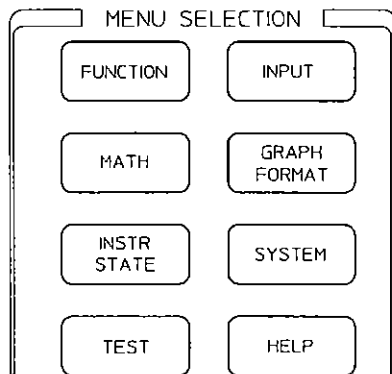 MENU SELECTION
FUNCTION
INPUT
MATH
GRAPH
FORMAT
INSTR
STATE
SYSTEM
TEST
HELP